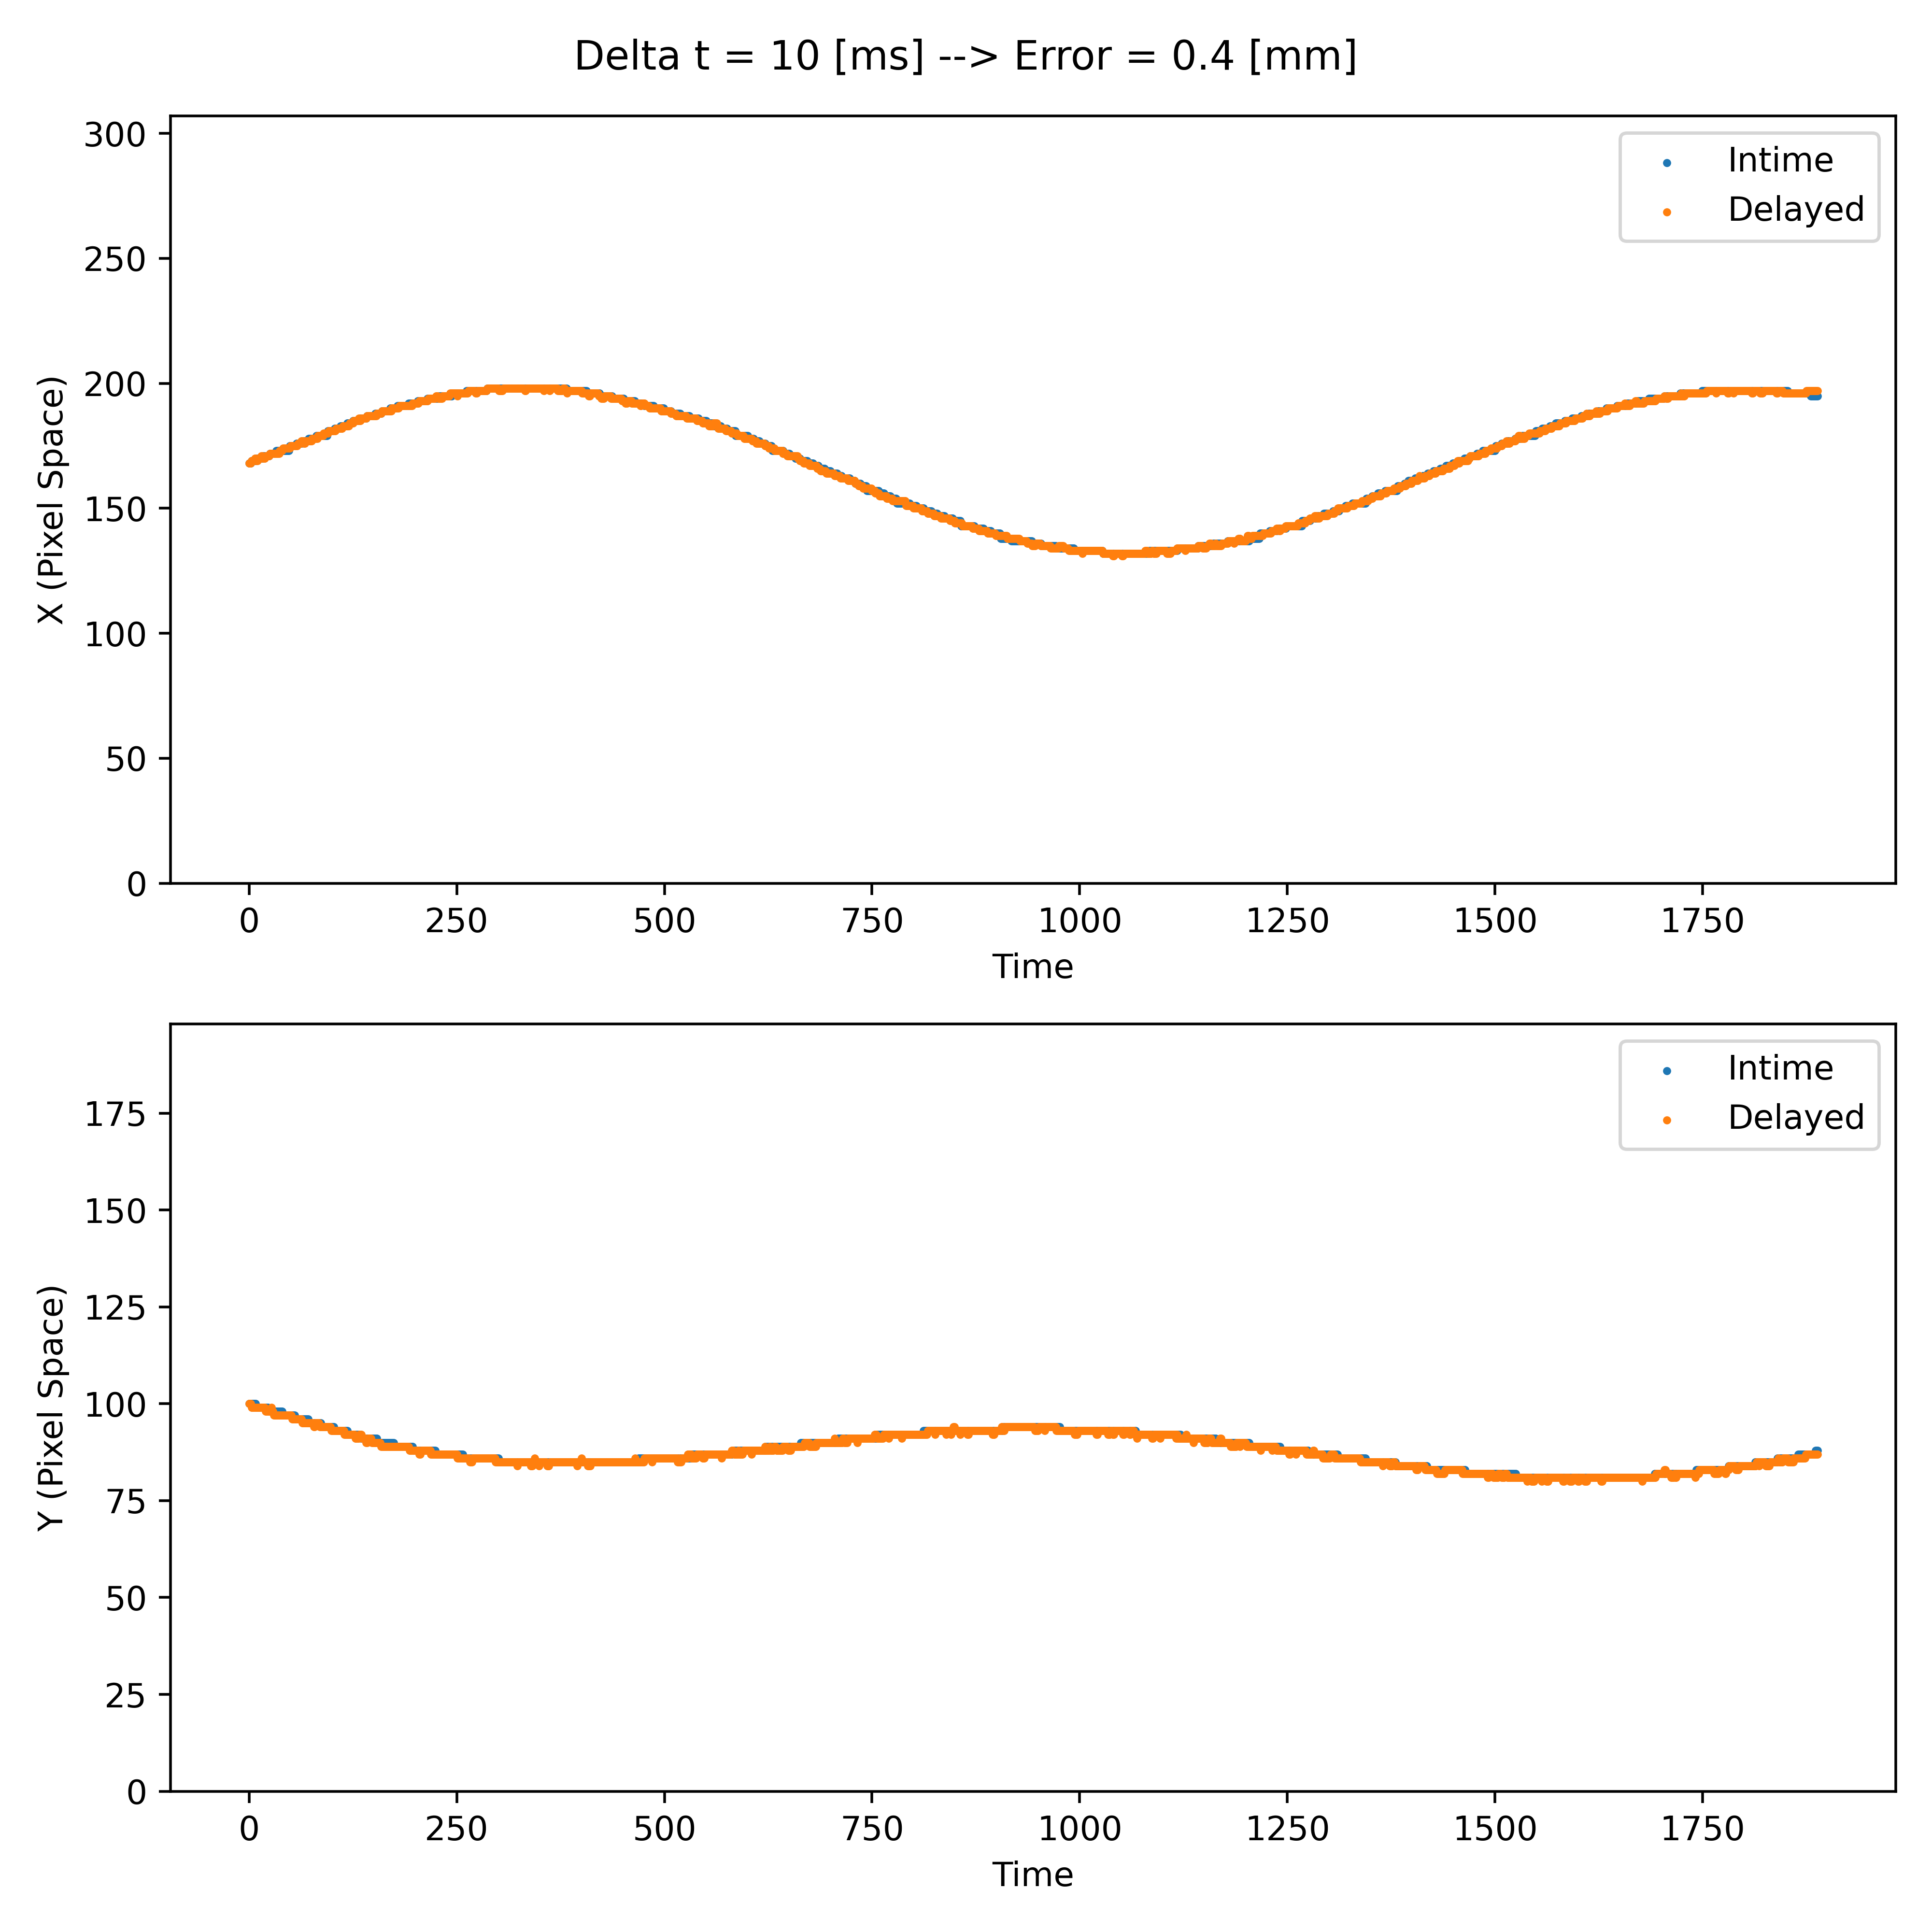 Delta t = 10 [ms] --> Error = 0.4 [mm]
300
250
200
150
100
50
0
X (Pixel Space)
Intime
Delayed
0 250 500 750 1000 1250 1500 1750
Time
175
150
125
100
75
50
25
0
Y (Pixel Space)
Intime
Delayed
0 250 500 750 1000 1250 1500 1750
Time